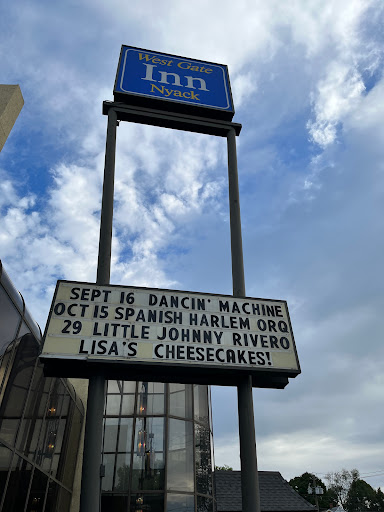 West Gate
Inn
Nyack
SEPT 16 DANCIN' MACHINE
OCT 15 SPANISH HARLEM ORQ
29 LITTLE JOHNNY RIVERO
LISA'S CHEESECAKES!